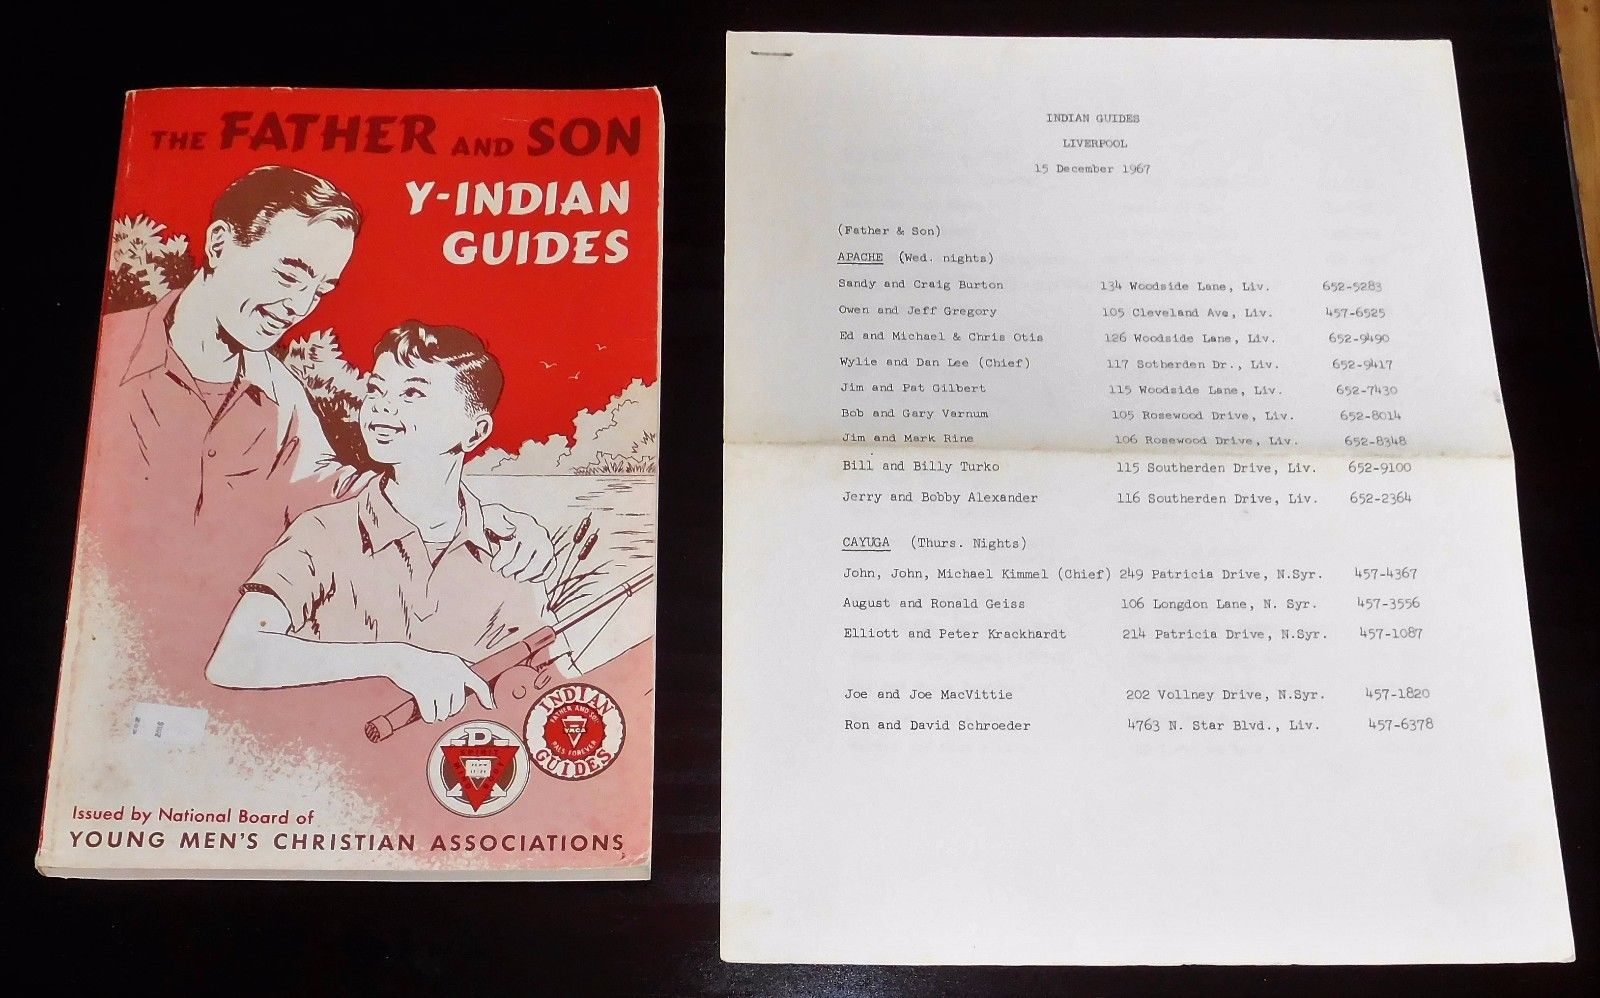 THE FATHER AND SON
Y-INDIAN
GUIDES
INDIAN
FATHER AND SON
YMCA
PALS FOREVER
GUIDES
SPIRIT
MIND
BODY
Issued by National Board of
YOUNG MEN'S CHRISTIAN ASSOCIATIONS
INDIAN GUIDES
LIVERPOOL
15 December 1967
(Father & Son)
APACHE (Wed. nights)
Sandy and Craig Burton 134 Woodside Lane, Liv. 652-5283
Owen and Jeff Gregory 105 Cleveland Ave, Liv. 457-6525
Ed and Michael & Chris Otis 126 Woodside Lane, Liv. 652-9490
Wylie and Dan Lee (Chief) 117 Sotherden Dr., Liv. 652-9417
Jim and Pat Gilbert 115 Woodside Lane, Liv. 652-7430
Bob and Gary Varnum 105 Rosewood Drive, Liv. 652-8014
Jim and Mark Rine 106 Rosewood Drive, Liv. 652-8348
Bill and Billy Turko 115 Southerden Drive, Liv. 652-9100
Jerry and Bobby Alexander 116 Southerden Drive, Liv. 652-2364
CAYUGA (Thurs. Nights)
John, John, Michael Kimmel (Chief) 249 Patricia Drive, N.Syr. 457-4367
August and Ronald Geiss 106 Longdon Lane, N. Syr. 457-3556
Elliott and Peter Krackhardt 214 Patricia Drive, N.Syr. 457-1087
Joe and Joe MacVittie 202 Vollney Drive, N.Syr. 457-1820
Ron and David Schroeder 4763 N. Star Blvd., Liv. 457-6378